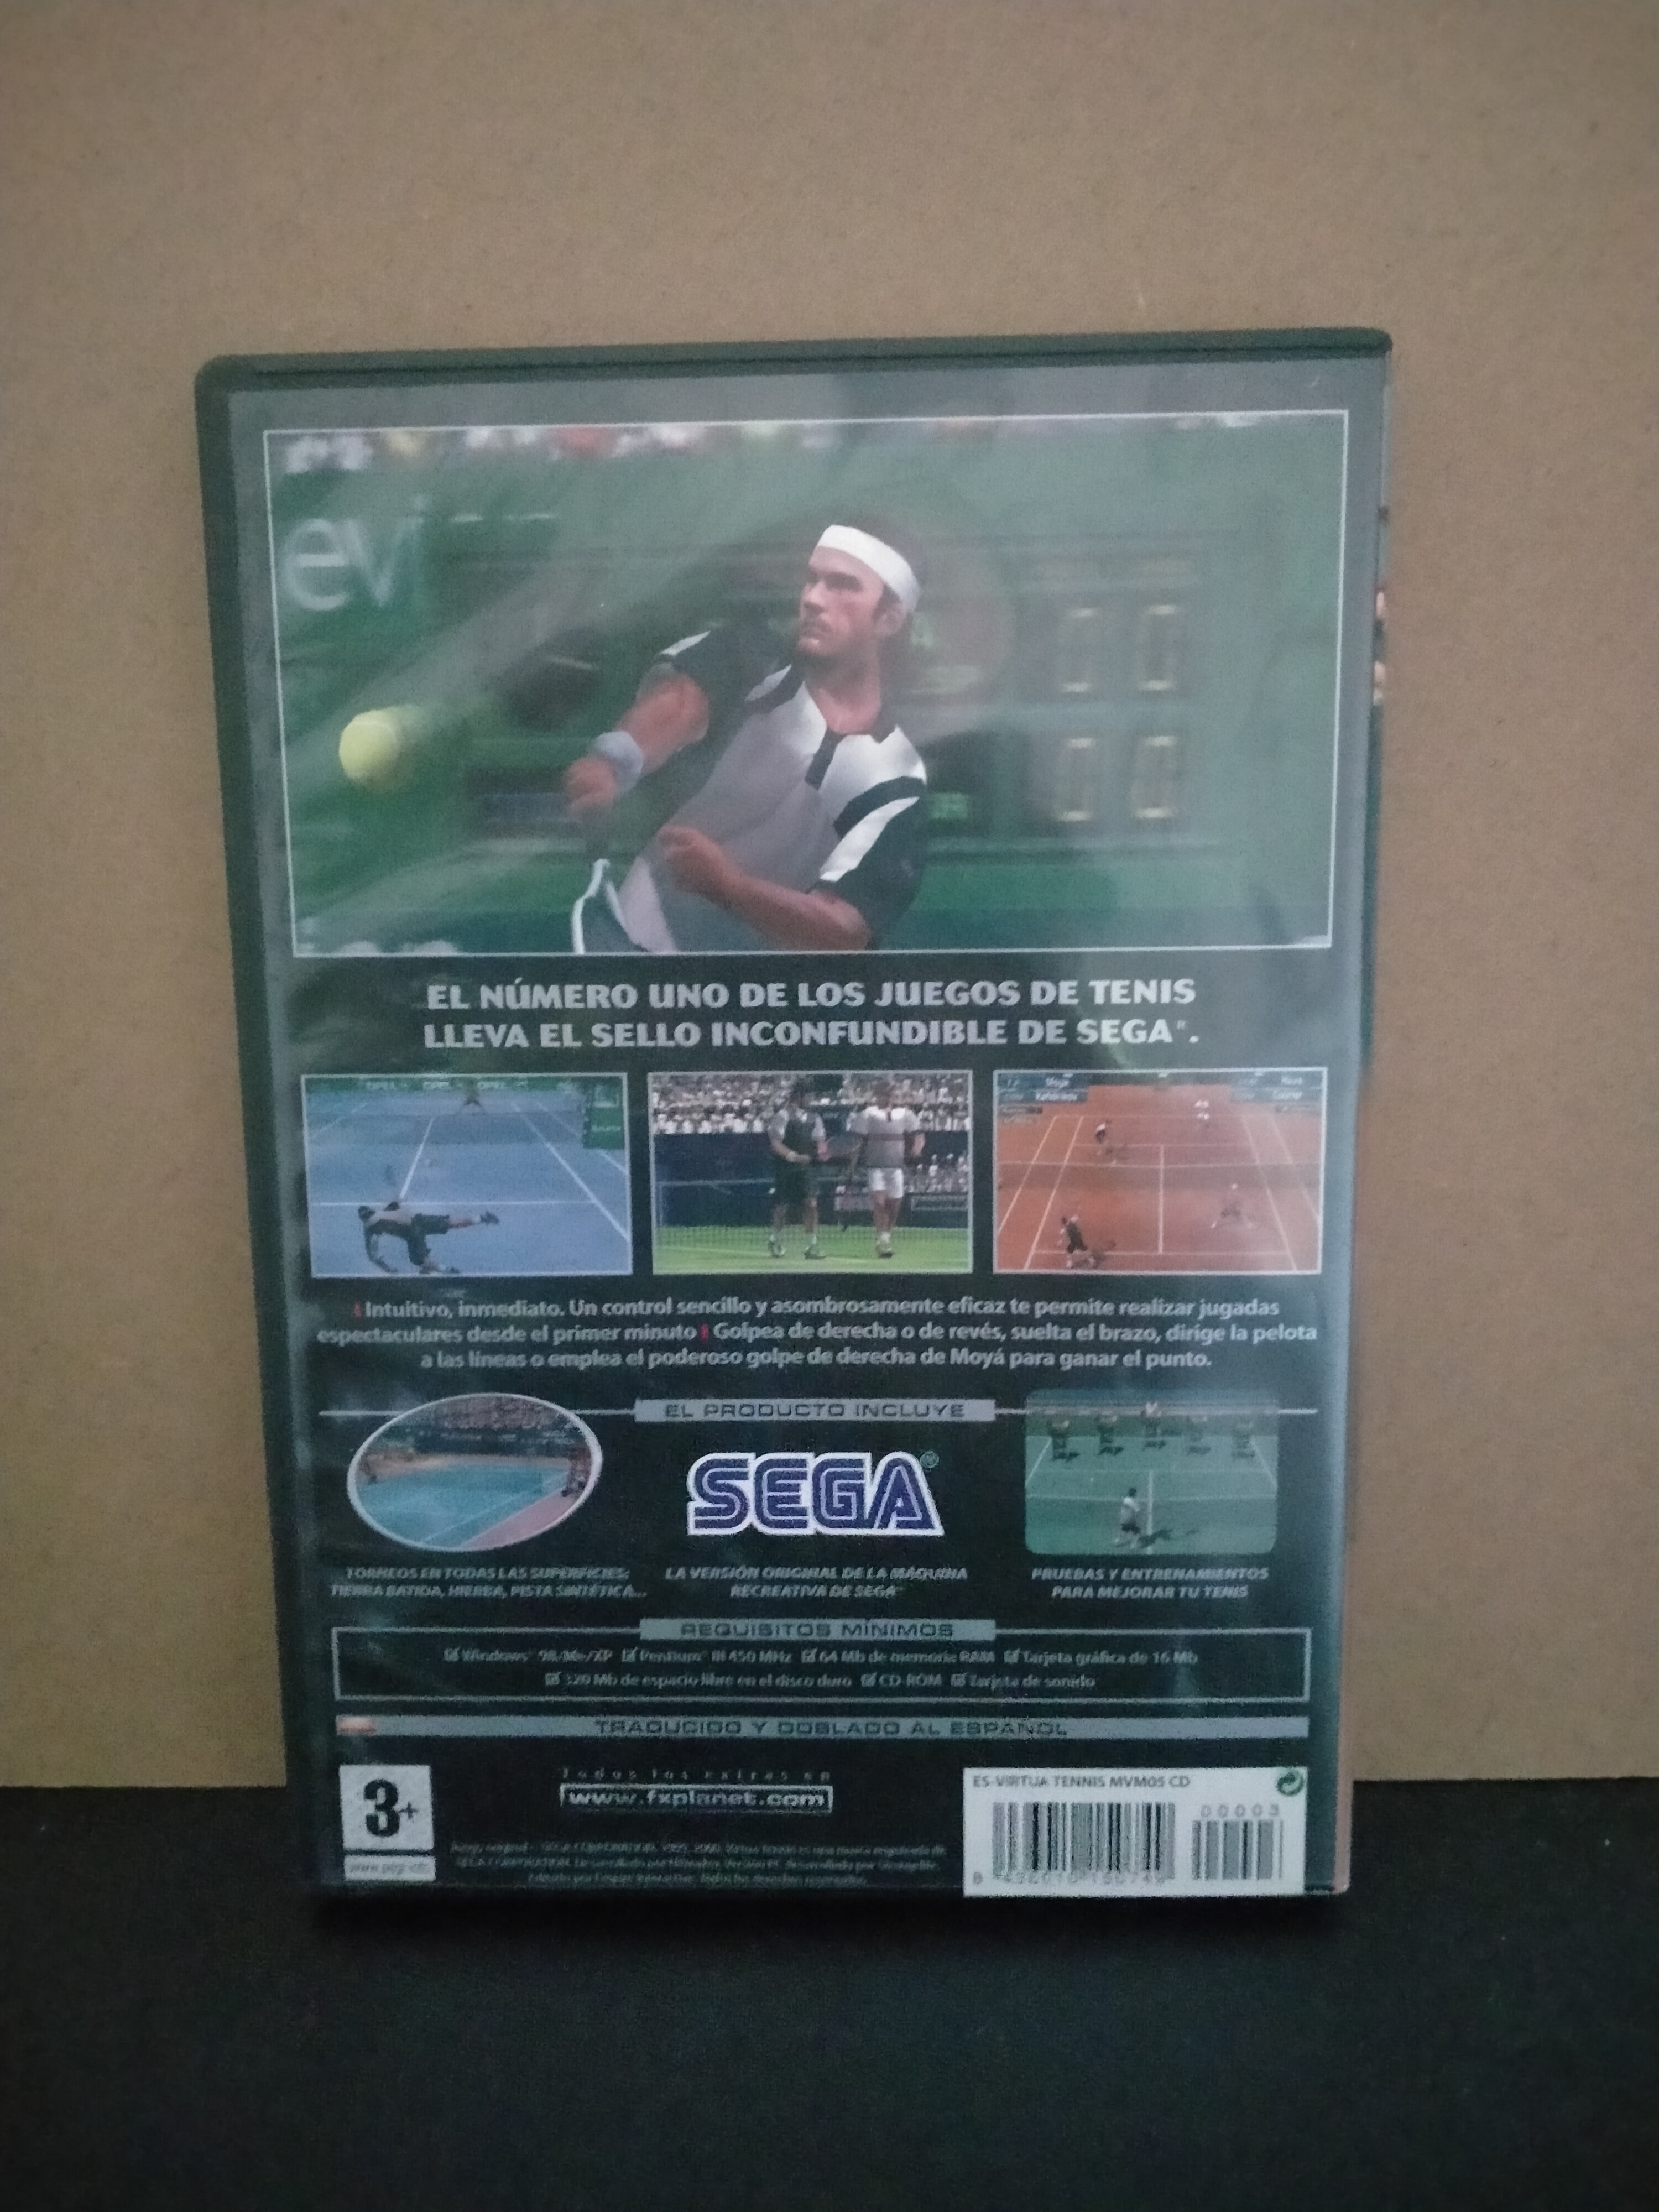 evi
EL NÚMERO UNO DE LOS JUEGOS DE TENIS
LLEVA EL SELLO INCONFUNDIBLE DE SEGA®.
Intuitivo, inmediato. Un control sencillo y asombrosamente eficaz te permite realizar jugadas
espectaculares desde el primer minuto Golpea de derecha o de revés, suelta el brazo, dirige la pelota
a las líneas o emplea el poderoso golpe de derecha de Moyá para ganar el punto.
EL PRODUCTO INCLUYE
SEGA®
TORNEOS EN TODAS LAS SUPERFICIES:
TIERRA BATIDA, HIERBA, PISTA SINTÉTICA...
LA VERSIÓN ORIGINAL DE LA MÁQUINA
RECREATIVA DE SEGA
PRUEBAS Y ENTRENAMIENTOS
PARA MEJORAR TU TENIS
REQUISITOS MÍNIMOS
Windows® 98/Me/XP Pentium® III 450 MHz 64 Mb de memoria RAM Tarjeta gráfica de 16 Mb
320 Mb de espacio libre en el disco duro CD-ROM Tarjeta de sonido
TRADUCIDO Y DOBLADO AL ESPAÑOL
3+
Todos los extras en
www.fxplanet.com
ES-VIRTUA TENNIS MVM05 CD
00003